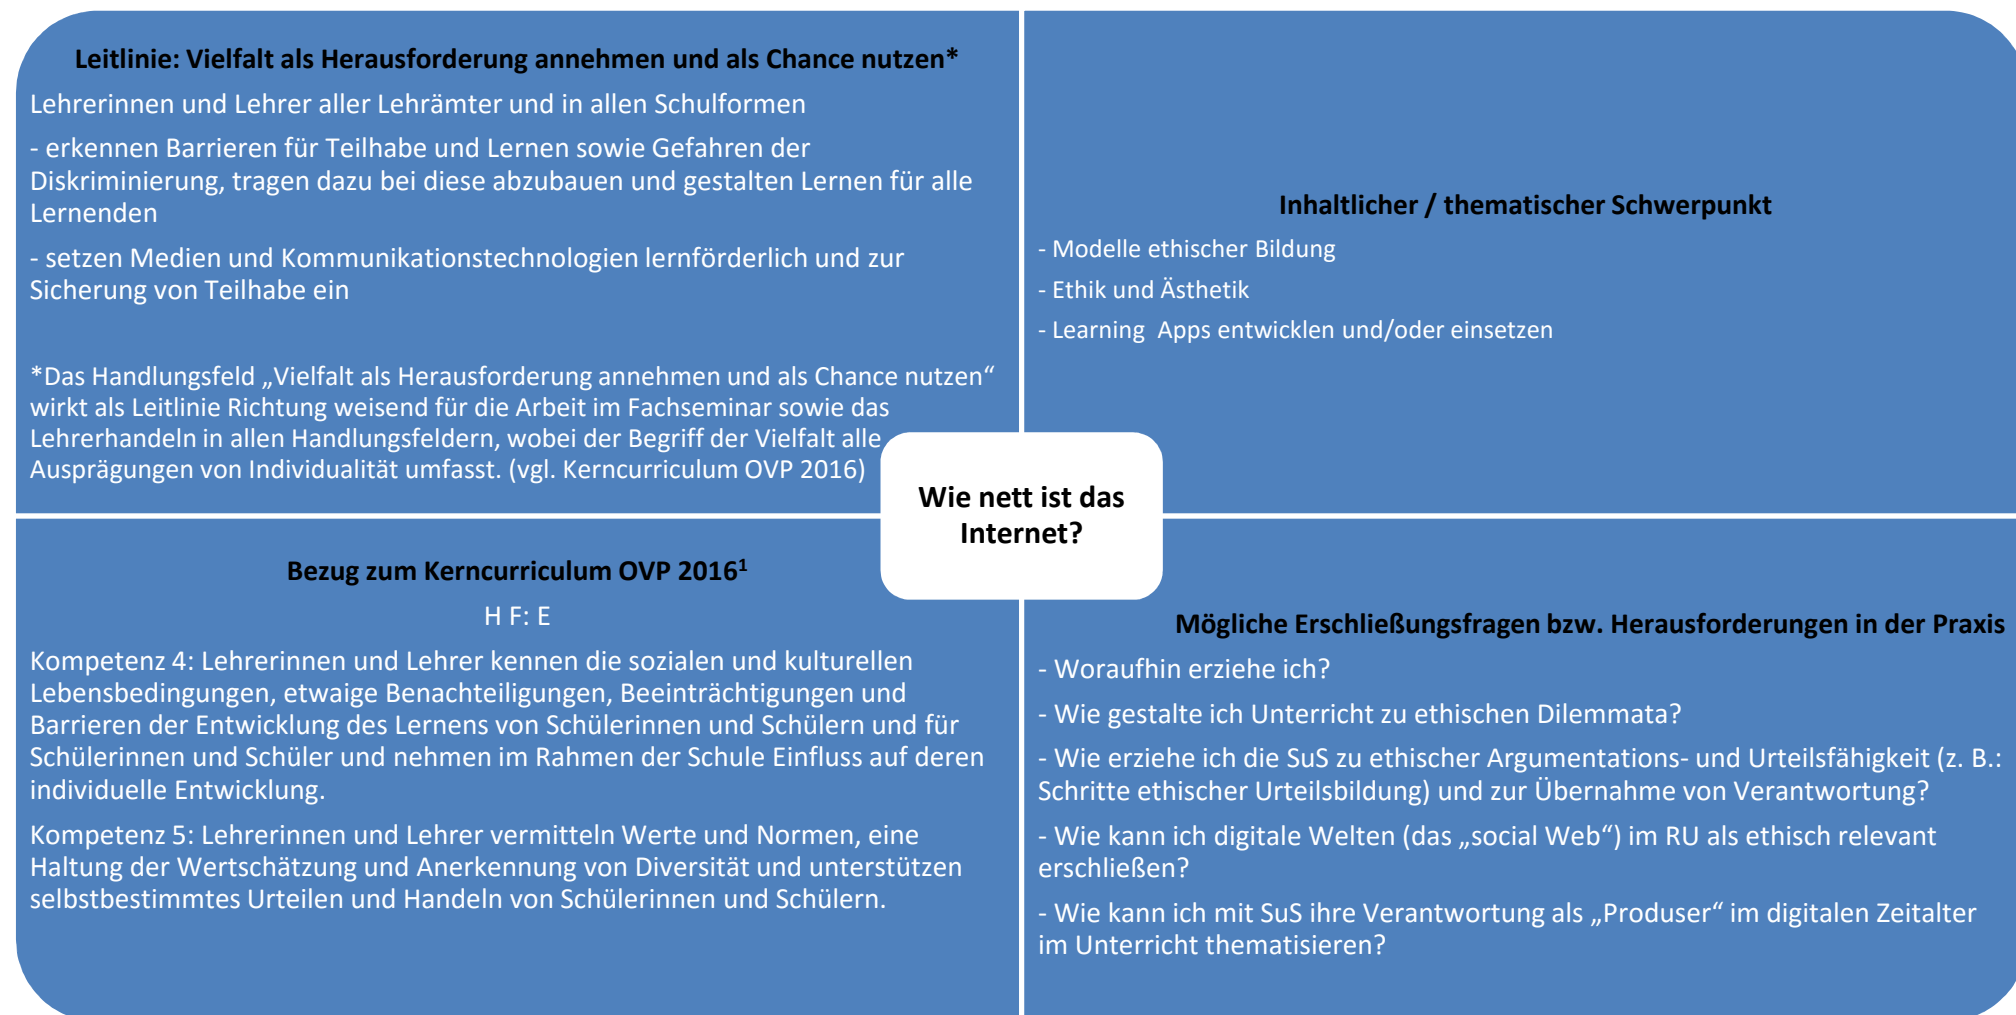 Leitlinie: Vielfalt als Herausforderung annehmen und als Chance nutzen*
Lehrerinnen und Lehrer aller Lehrämter und in allen Schulformen
- erkennen Barrieren für Teilhabe und Lernen sowie Gefahren der
Diskriminierung, tragen dazu bei diese abzubauen und gestalten Lernen für alle
Lernenden
- setzen Medien und Kommunikationstechnologien lernförderlich und zur
Sicherung von Teilhabe ein
*Das Handlungsfeld „Vielfalt als Herausforderung annehmen und als Chance nutzen“
wirkt als Leitlinie Richtung weisend für die Arbeit im Fachseminar sowie das
Lehrerhandeln in allen Handlungsfeldern, wobei der Begriff der Vielfalt alle
Ausprägungen von Individualität umfasst. (vgl. Kerncurriculum OVP 2016)
Inhaltlicher / thematischer Schwerpunkt
- Modelle ethischer Bildung
- Ethik und Ästhetik
- Learning Apps entwicklen und/oder einsetzen
Wie nett ist das
Internet?
Bezug zum Kerncurriculum OVP 2016¹
H F: E
Kompetenz 4: Lehrerinnen und Lehrer kennen die sozialen und kulturellen
Lebensbedingungen, etwaige Benachteiligungen, Beeinträchtigungen und
Barrieren der Entwicklung des Lernens von Schülerinnen und Schülern und für
Schülerinnen und Schüler und nehmen im Rahmen der Schule Einfluss auf deren
individuelle Entwicklung.
Kompetenz 5: Lehrerinnen und Lehrer vermitteln Werte und Normen, eine
Haltung der Wertschätzung und Anerkennung von Diversität und unterstützen
selbstbestimmtes Urteilen und Handeln von Schülerinnen und Schülern.
Mögliche Erschließungsfragen bzw. Herausforderungen in der Praxis
- Woraufhin erziehe ich?
- Wie gestalte ich Unterricht zu ethischen Dilemmata?
- Wie erziehe ich die SuS zu ethischer Argumentations- und Urteilsfähigkeit (z. B.:
Schritte ethischer Urteilsbildung) und zur Übernahme von Verantwortung?
- Wie kann ich digitale Welten (das „social Web“) im RU als ethisch relevant
erschließen?
- Wie kann ich mit SuS ihre Verantwortung als „Produser“ im digitalen Zeitalter
im Unterricht thematisieren?